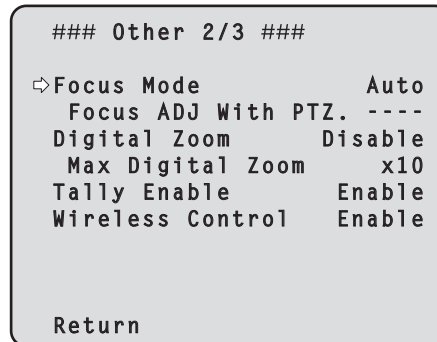 ### Other 2/3 ###
⇨Focus Mode Auto
Focus ADJ With PTZ. ----
Digital Zoom Disable
Max Digital Zoom x10
Tally Enable Enable
Wireless Control Enable
Return